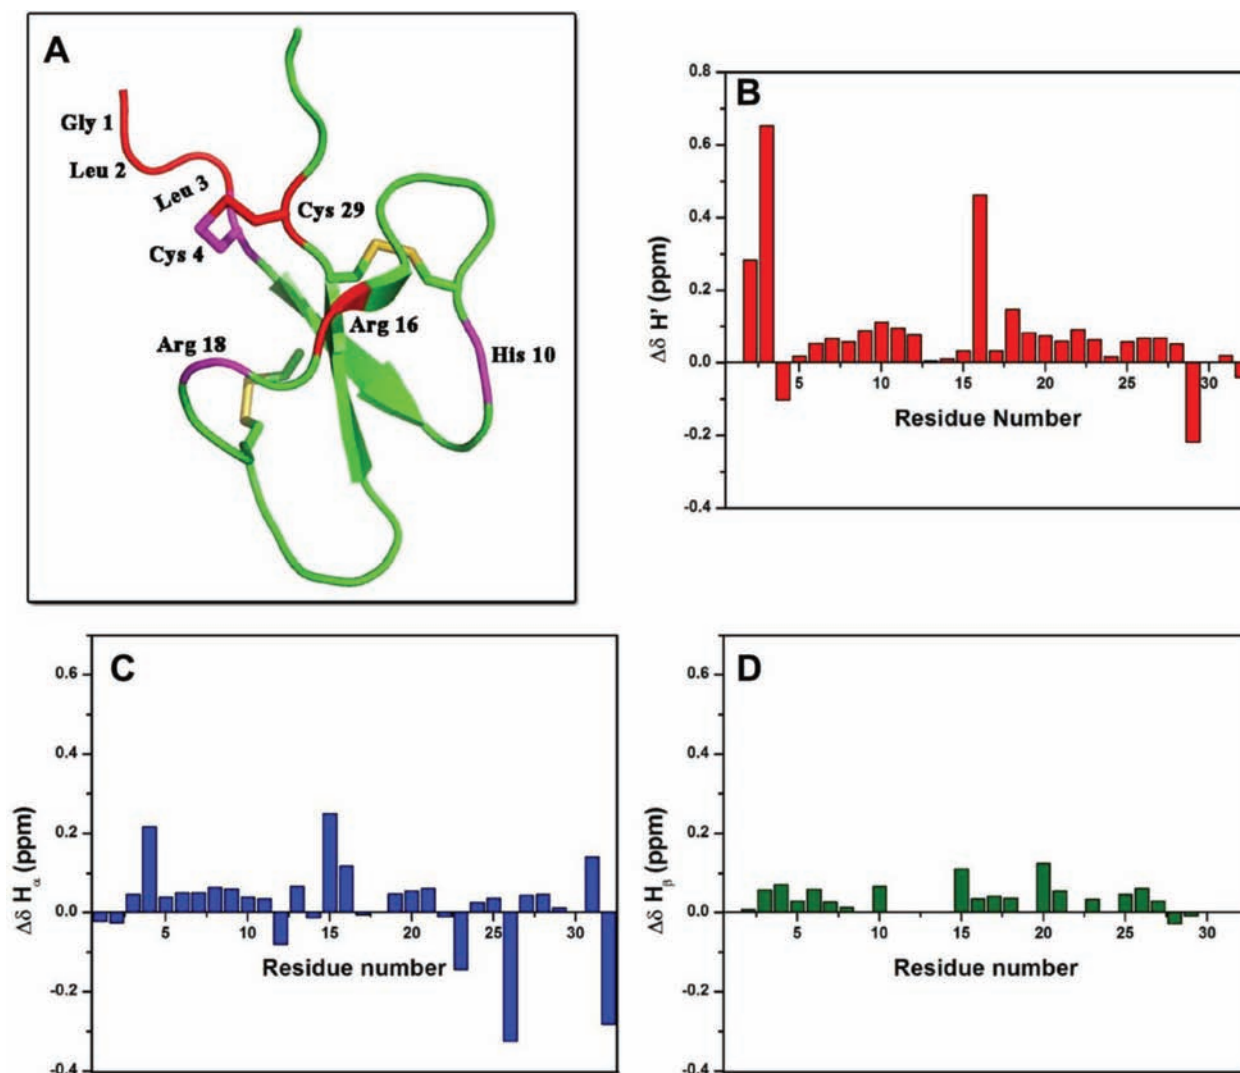 A
Gly 1
Leu 2
Leu 3
Cys 29
Cys 4
Arg 16
Arg 18
His 10
B
0.8
0.6
0.4
0.2
0.0
-0.2
-0.4
5 10 15 20 25 30
Residue Number
Δδ H' (ppm)
C
0.6
0.4
0.2
0.0
-0.2
-0.4
5 10 15 20 25 30
Residue number
Δδ Hα (ppm)
D
0.6
0.4
0.2
0.0
-0.2
-0.4
5 10 15 20 25 30
Residue number
Δδ Hβ (ppm)